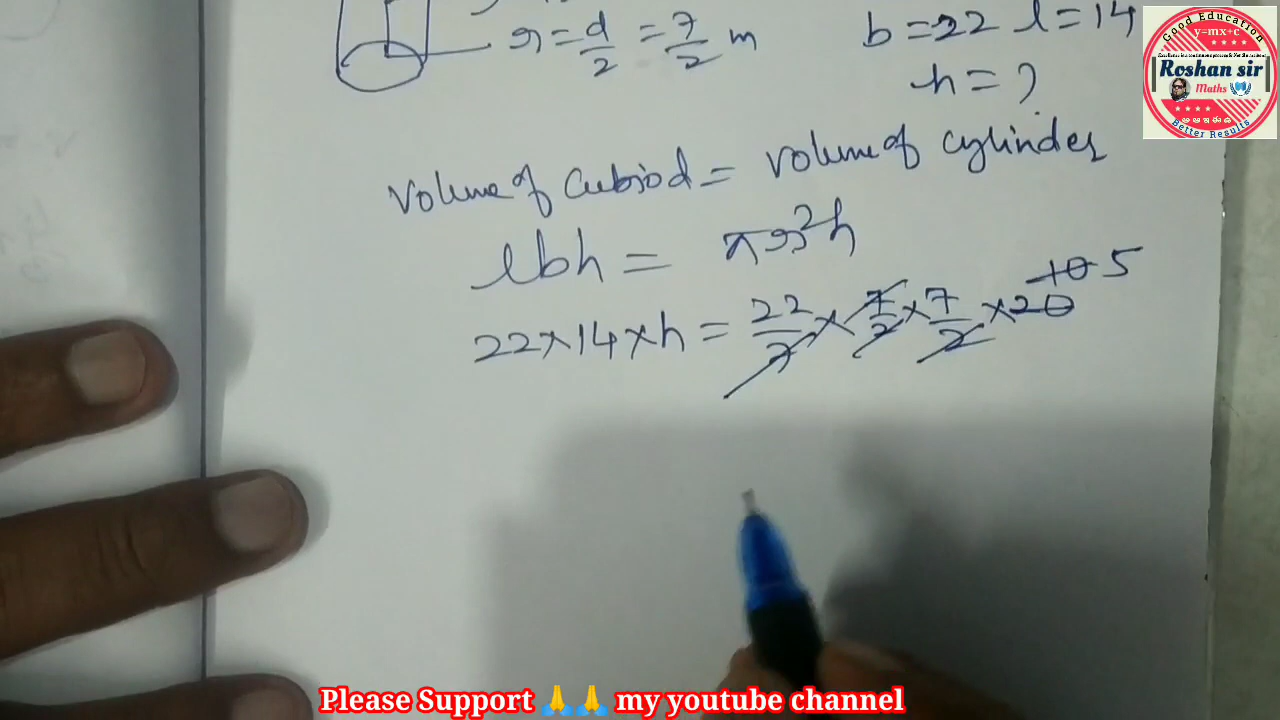 r = d/2 = 7/2 m
b = 22 l = 14
h = ?
Volume of Cubiod = Volume of cylinder
lbh = πr²h
22 × 14 × h = 22/7 × 7/2 × 7/2 × 20 10 5
Good Education
y=mx+c
Roshan sir
Maths
Better Results
Please Support 🙏🙏 my youtube channel